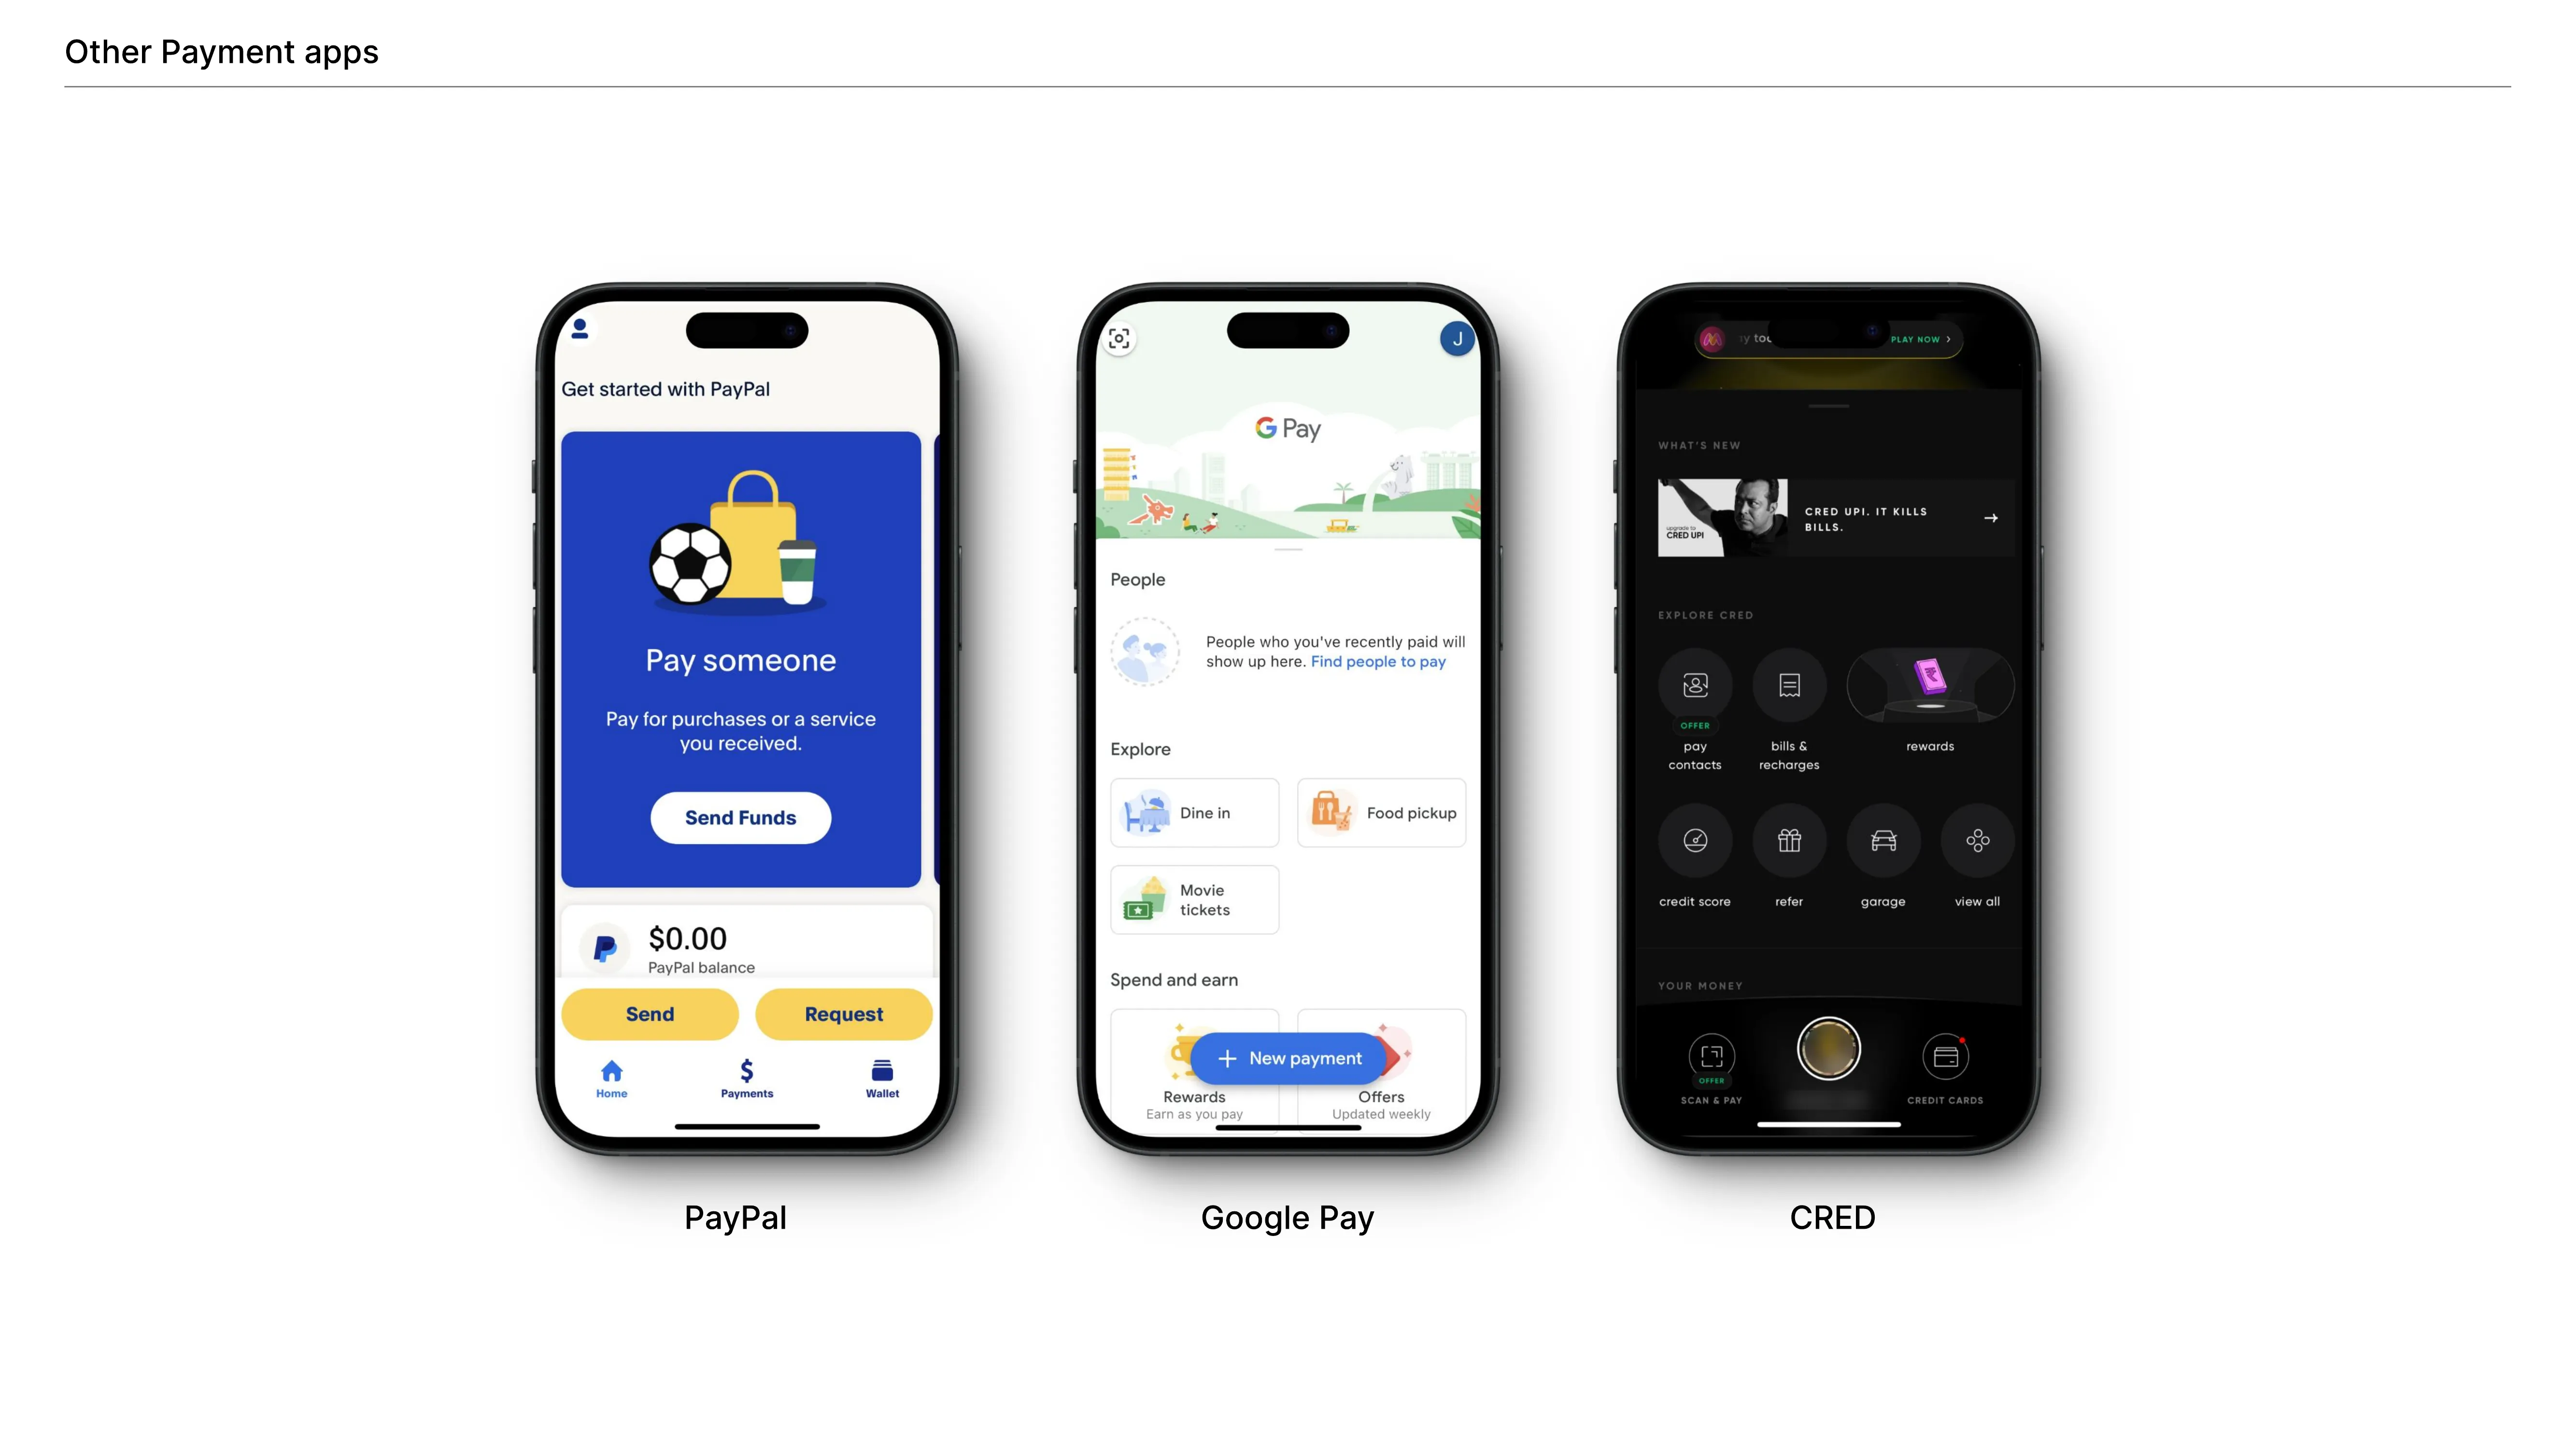 Other Payment apps
Get started with PayPal
Pay someone
Pay for purchases or a service
you received.
Send Funds
$0.00
PayPal balance
Send
Request
Home
Payments
Wallet
PayPal
J
G Pay
People
People who you've recently paid will
show up here. Find people to pay
Explore
Dine in
Food pickup
Movie
tickets
Spend and earn
New payment
Rewards
Earn as you pay
Offers
Updated weekly
Google Pay
PLAY NOW
WHAT'S NEW
upgrade to
CRED UPI
CRED UPI. IT KILLS
BILLS.
EXPLORE CRED
OFFER
pay
contacts
bills &
recharges
rewards
credit score
refer
garage
view all
YOUR MONEY
OFFER
SCAN & PAY
CREDIT CARDS
CRED